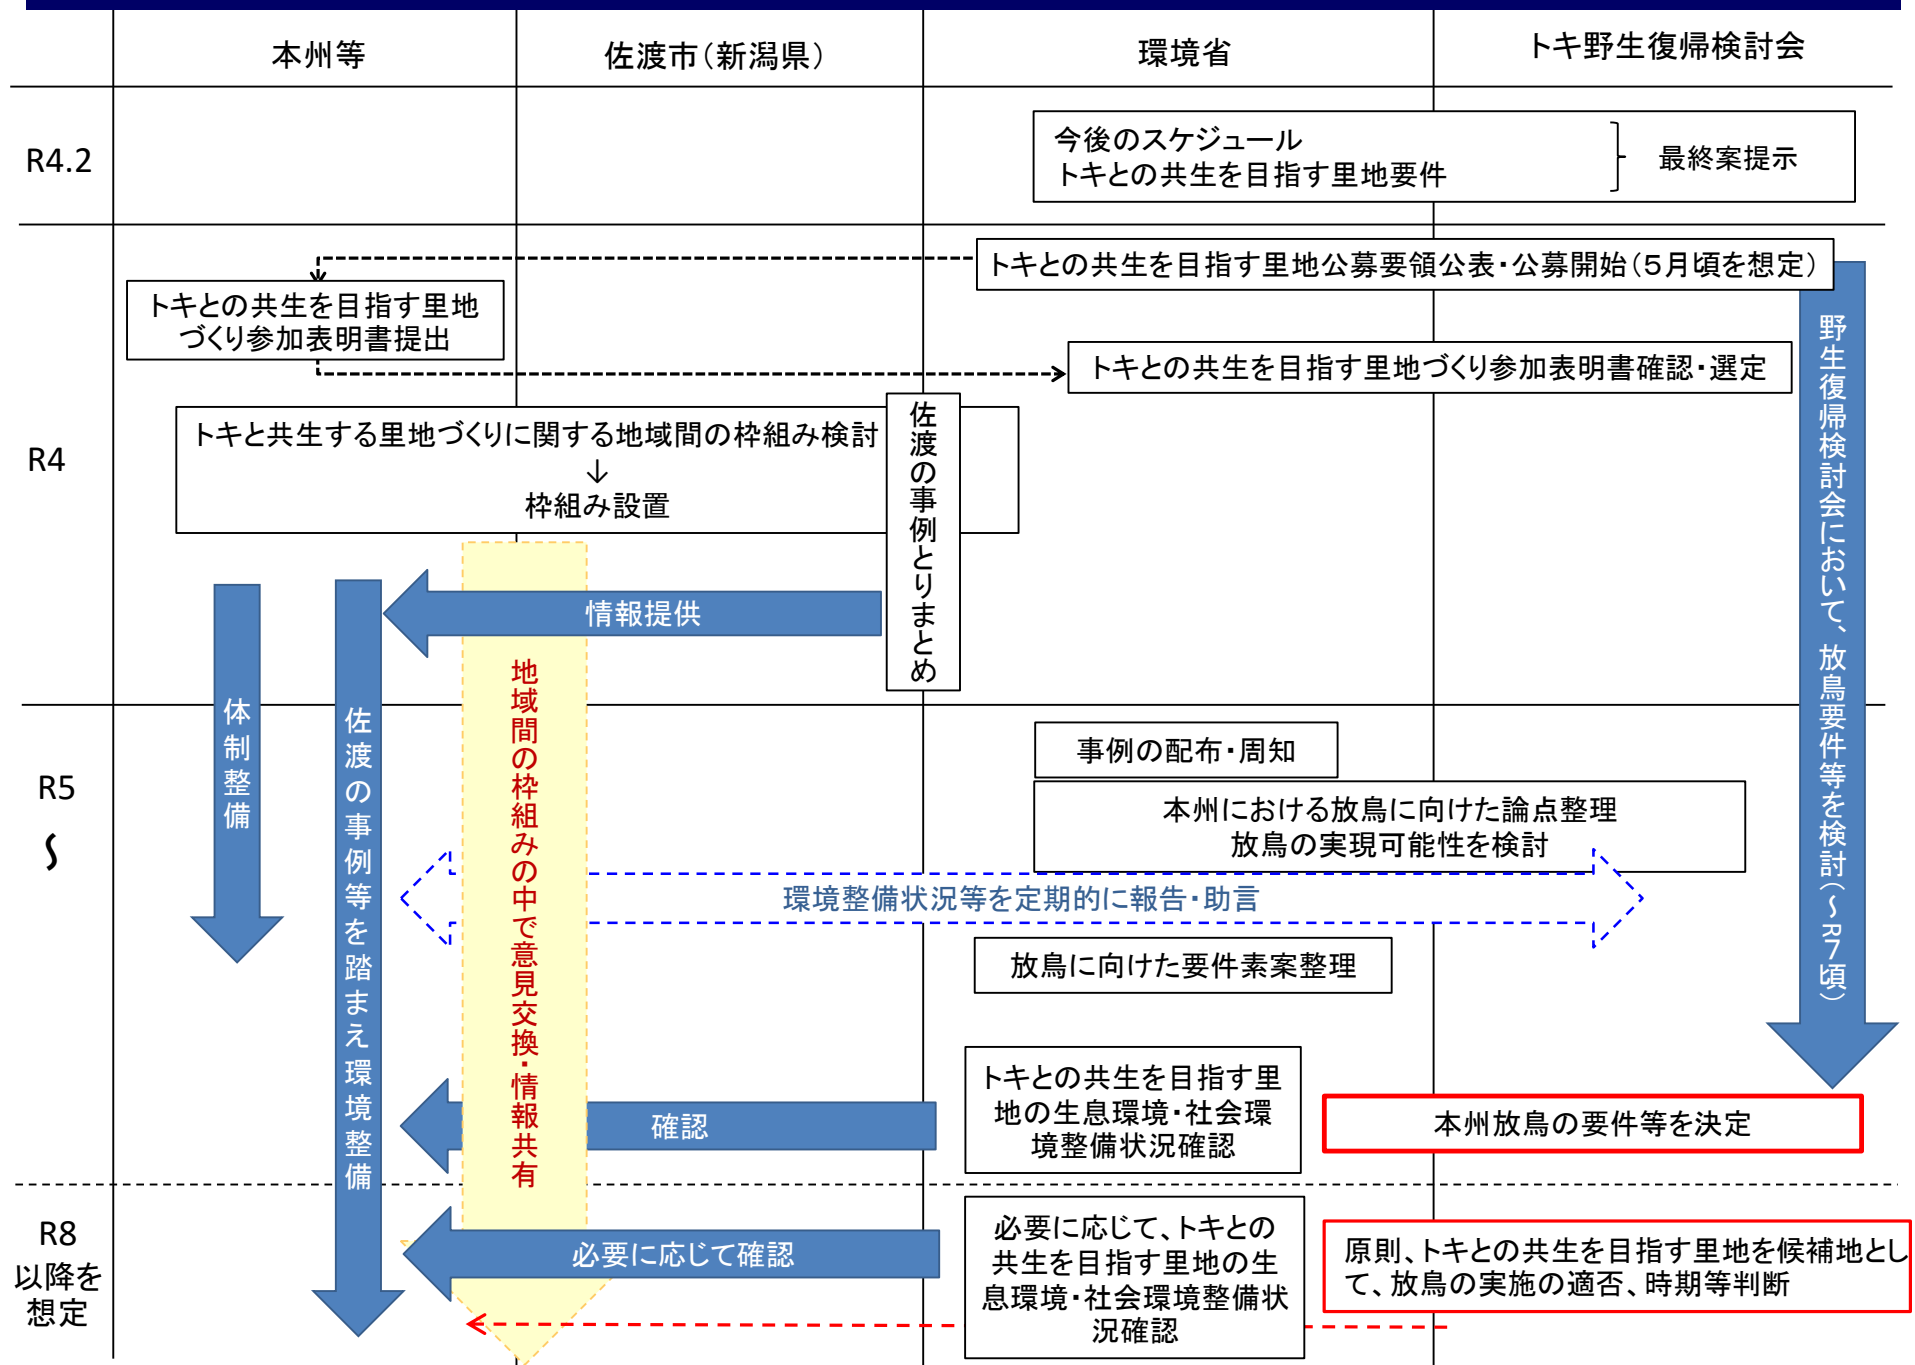 本州等
佐渡市(新潟県)
環境省
トキ野生復帰検討会
R4.2
今後のスケジュール
トキとの共生を目指す里地要件
最終案提示
R4
トキとの共生を目指す里地公募要領公表・公募開始(5月頃を想定)
トキとの共生を目指す里地
づくり参加表明書提出
トキとの共生を目指す里地づくり参加表明書確認・選定
トキと共生する里地づくりに関する地域間の枠組み検討
↓
枠組み設置
佐渡の事例とりまとめ
情報提供
野生復帰検討会において、放鳥要件等を検討(~R7頃)
体制整備
佐渡の事例等を踏まえ環境整備
地域間の枠組みの中で意見交換・情報共有
R5
~
事例の配布・周知
本州における放鳥に向けた論点整理
放鳥の実現可能性を検討
環境整備状況等を定期的に報告・助言
放鳥に向けた要件素案整理
トキとの共生を目指す里
地の生息環境・社会環
境整備状況確認
確認
本州放鳥の要件等を決定
R8
以降を
想定
必要に応じて確認
必要に応じて、トキとの
共生を目指す里地の生
息環境・社会環境整備状
況確認
原則、トキとの共生を目指す里地を候補地とし
て、放鳥の実施の適否、時期等判断